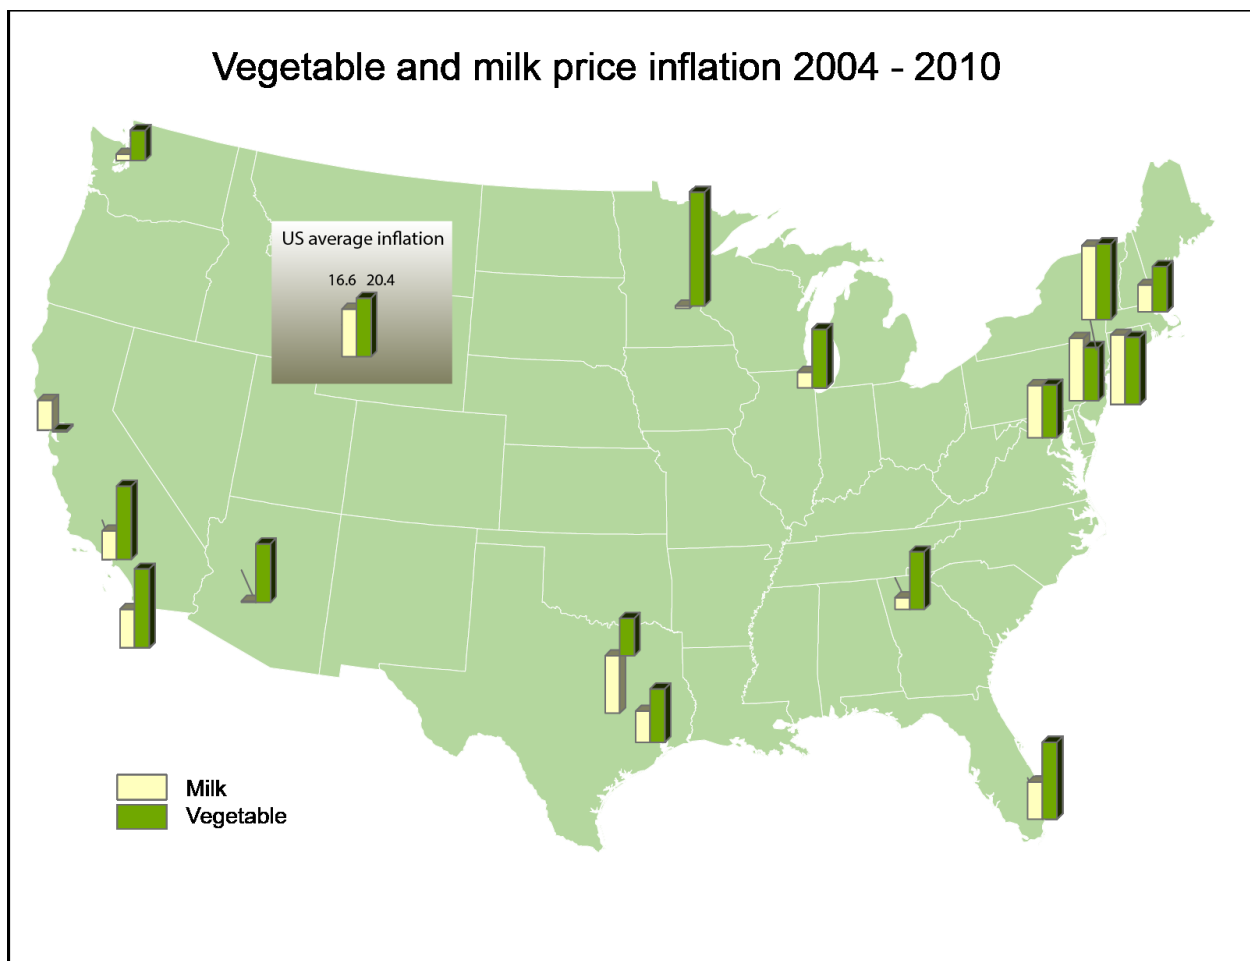 Vegetable and milk price inflation 2004 - 2010
US average inflation
16.6 20.4
Milk
Vegetable